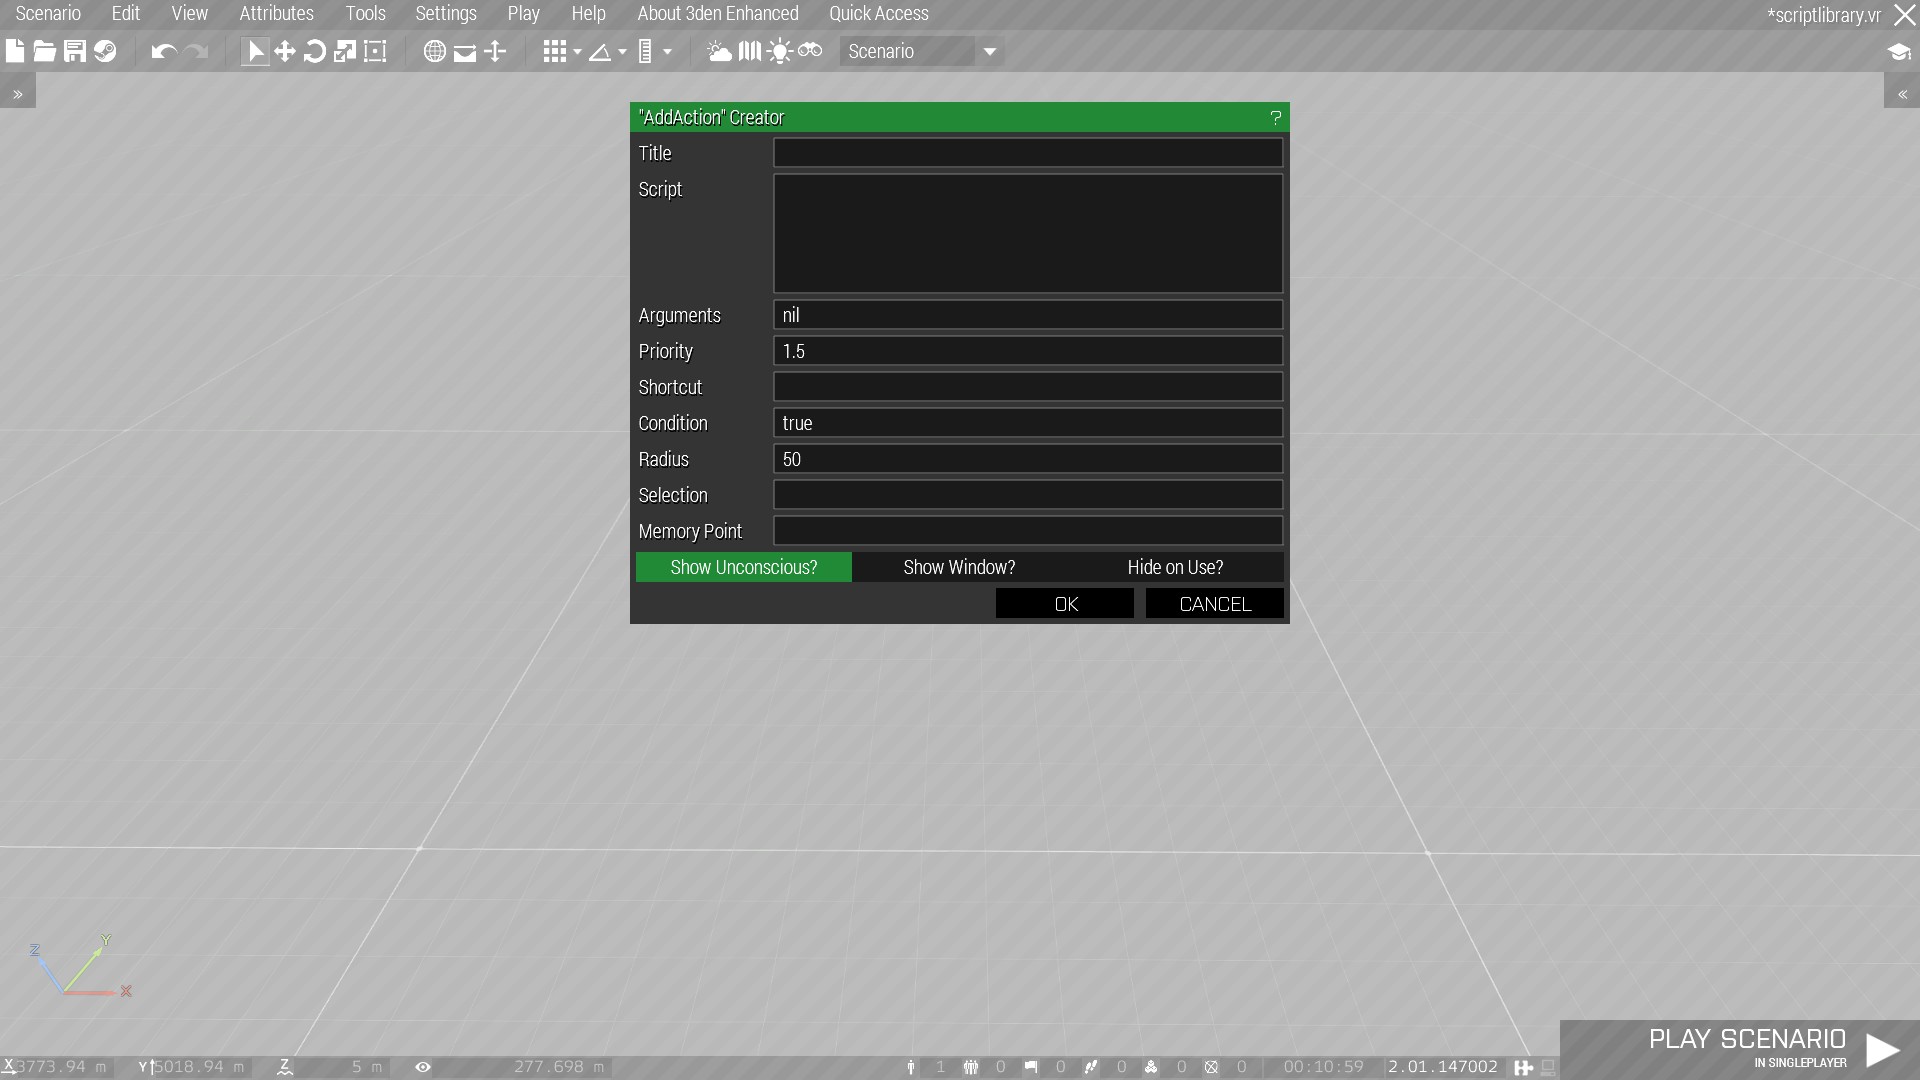 Scenario Edit View Attributes Tools Settings Play Help About 3den Enhanced Quick Access *scriptlibrary.vr
Scenario
»
«
"AddAction" Creator ?
Title
Script
Arguments nil
Priority 1.5
Shortcut
Condition true
Radius 50
Selection
Memory Point
Show Unconscious? Show Window? Hide on Use?
OK CANCEL
Z Y X
PLAY SCENARIO
IN SINGLEPLAYER
X 3773.94 m Y 5018.94 m Z 5 m 277.698 m 1 0 0 0 0 0 00:10:59 2.01.147002